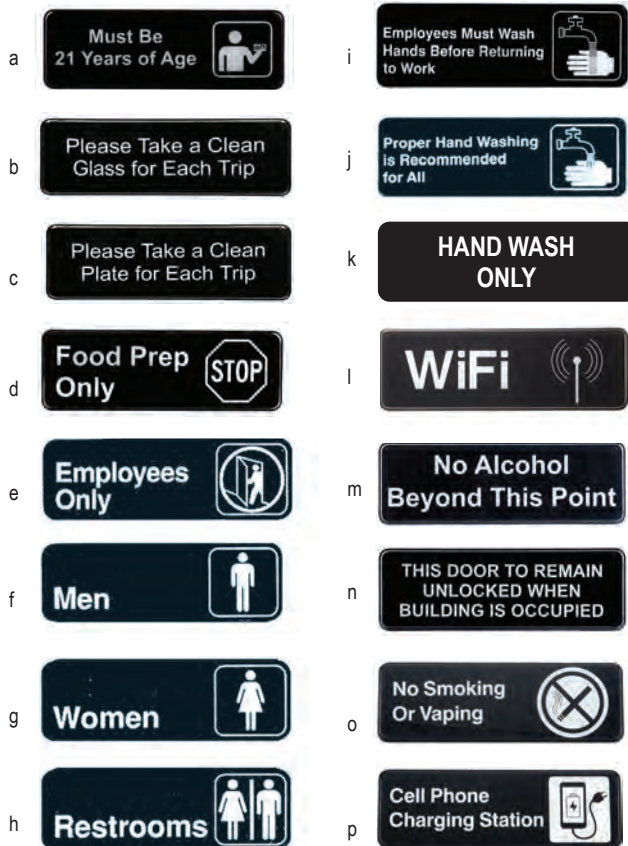 a
Must Be
21 Years of Age
b
Please Take a Clean
Glass for Each Trip
c
Please Take a Clean
Plate for Each Trip
d
Food Prep
Only
STOP
e
Employees
Only
f
Men
g
Women
h
Restrooms
i
Employees Must Wash
Hands Before Returning
to Work
j
Proper Hand Washing
is Recommended
for All
k
HAND WASH
ONLY
l
WiFi
m
No Alcohol
Beyond This Point
n
THIS DOOR TO REMAIN
UNLOCKED WHEN
BUILDING IS OCCUPIED
o
No Smoking
Or Vaping
p
Cell Phone
Charging Station